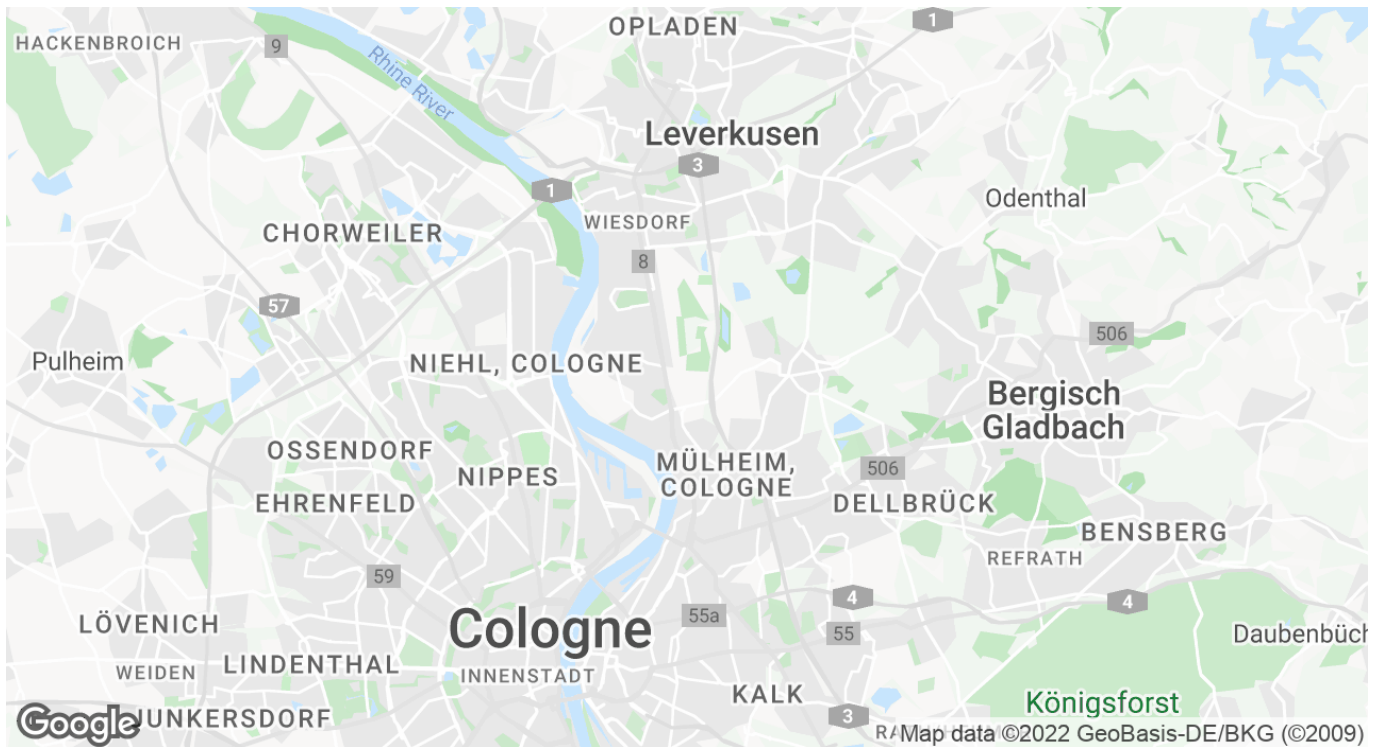 OPLADEN
1
HACKENBROICH
9
Rhine River
Leverkusen
3
1
Odenthal
WIESDORF
CHORWEILER
8
57
506
Pulheim
NIEHL, COLOGNE
Bergisch
Gladbach
OSSENDORF
NIPPES
MÜLHEIM,
COLOGNE
506
EHRENFELD
DELLBRÜCK
BENSBERG
REFRATH
59
4
4
55a
LÖVENICH
Cologne
55
Daubenbüch
WEIDEN
LINDENTHAL
INNENSTADT
KALK
Königsforst
Google
JUNKERSDORF
3
Map data ©2022 GeoBasis-DE/BKG (©2009)